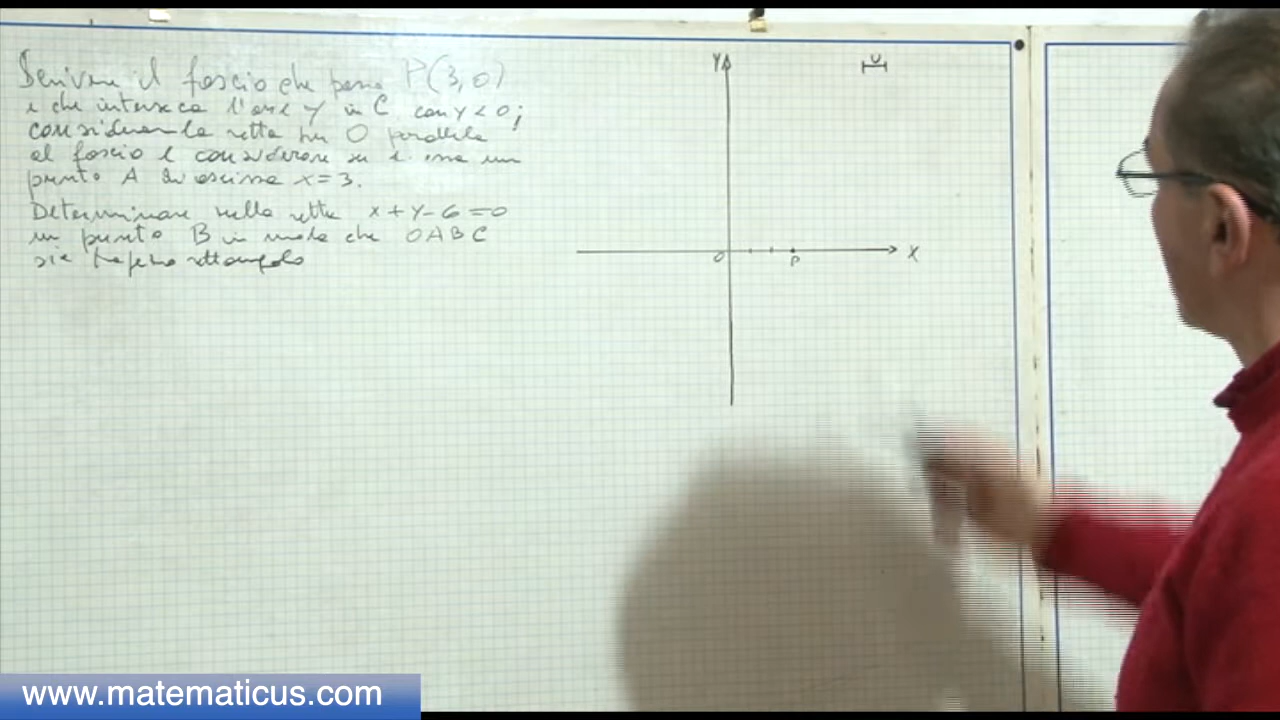 Scrivere il fascio che passa P(3,0)
e che interseca l'asse Y in C con Y < 0;
considerare la retta per O parallela
al fascio e considerare su essa un
punto A di ascissa x=3.
Determinare sulla retta x+y-6=0
un punto B in modo che OABC
sia trapezio rettangolo
Y
U
O
P
X
www.matematicus.com